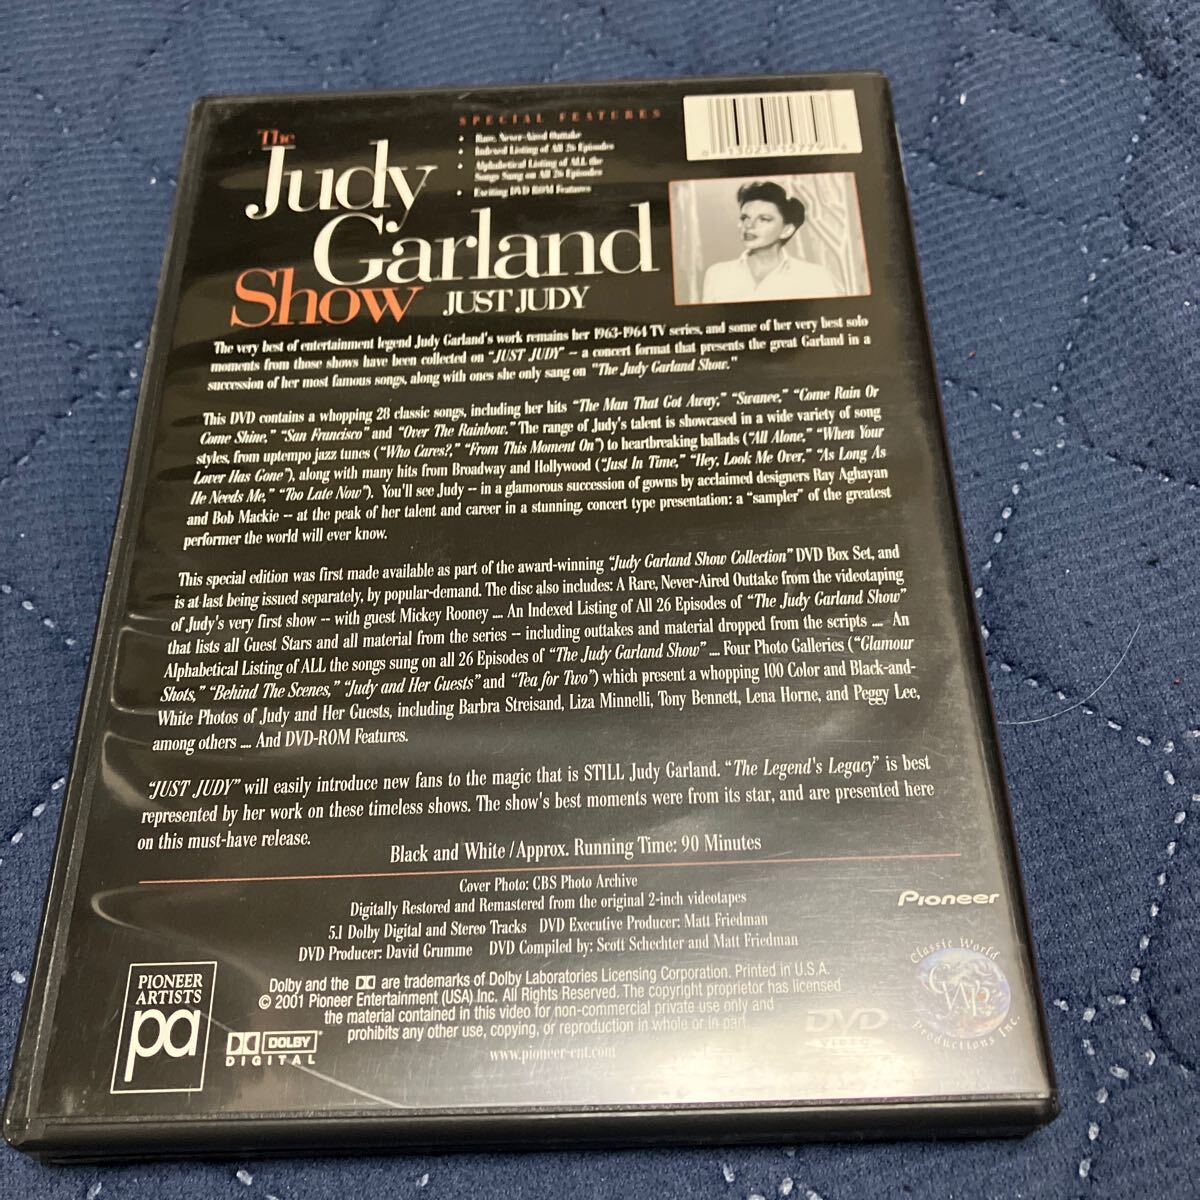 The
Judy
Garland
Show
JUST JUDY
SPECIAL FEATURES
• Rare, Never-Aired Outtake
• Indexed Listing of All 26 Episodes
• Alphabetical Listing of ALL the
Songs Sung on All 26 Episodes
• Exciting DVD ROM Features
The very best of entertainment legend Judy Garland's work remains her 1963-1964 TV series, and some of her very best solo
moments from those shows have been collected on "JUST JUDY" -- a concert format that presents the great Garland in a
succession of her most famous songs, along with ones she only sang on "The Judy Garland Show."
This DVD contains a whopping 28 classic songs, including her hits "The Man That Got Away," "Swanee," "Come Rain Or
Come Shine," "San Francisco" and "Over The Rainbow." The range of Judy's talent is showcased in a wide variety of song
styles, from uptempo jazz tunes ("Who Cares?," "From This Moment On") to heartbreaking ballads ("All Alone," "When Your
Lover Has Gone"), along with many hits from Broadway and Hollywood ("Just In Time," "Hey, Look Me Over," "As Long As
He Needs Me," "Too Late Now"). You'll see Judy -- in a glamorous succession of gowns by acclaimed designers Ray Aghayan
and Bob Mackie -- at the peak of her talent and career in a stunning, concert type presentation: a "sampler" of the greatest
performer the world will ever know.
This special edition was first made available as part of the award-winning "Judy Garland Show Collection" DVD Box Set, and
is at last being issued separately, by popular-demand. The disc also includes: A Rare, Never-Aired Outtake from the videotaping
of Judy's very first show -- with guest Mickey Rooney .... An Indexed Listing of All 26 Episodes of "The Judy Garland Show"
that lists all Guest Stars and all material from the series -- including outtakes and material dropped from the scripts .... An
Alphabetical Listing of ALL the songs sung on all 26 Episodes of "The Judy Garland Show" .... Four Photo Galleries ("Glamour
Shots," "Behind The Scenes," "Judy and Her Guests" and "Tea for Two") which present a whopping 100 Color and Black-and-
White Photos of Judy and Her Guests, including Barbra Streisand, Liza Minnelli, Tony Bennett, Lena Horne, and Peggy Lee,
among others .... And DVD-ROM Features.
"JUST JUDY" will easily introduce new fans to the magic that is STILL Judy Garland. "The Legend's Legacy" is best
represented by her work on these timeless shows. The show's best moments were from its star, and are presented here
on this must-have release.
Black and White / Approx. Running Time: 90 Minutes
Cover Photo: CBS Photo Archive
Digitally Restored and Remastered from the original 2-inch videotapes
5.1 Dolby Digital and Stereo Tracks DVD Executive Producer: Matt Friedman
DVD Producer: David Grumme DVD Compiled by: Scott Schechter and Matt Friedman
Dolby and the DD are trademarks of Dolby Laboratories Licensing Corporation. Printed in U.S.A.
© 2001 Pioneer Entertainment (USA) Inc. All Rights Reserved. The copyright proprietor has licensed
the material contained in this video for non-commercial private use only and
prohibits any other use, copying, or reproduction in whole or in part.
www.pioneer-ent.com
PIONEER
ARTISTS
pa
DOLBY
DIGITAL
Pioneer
DVD
VIDEO
Classic World
Productions Inc.